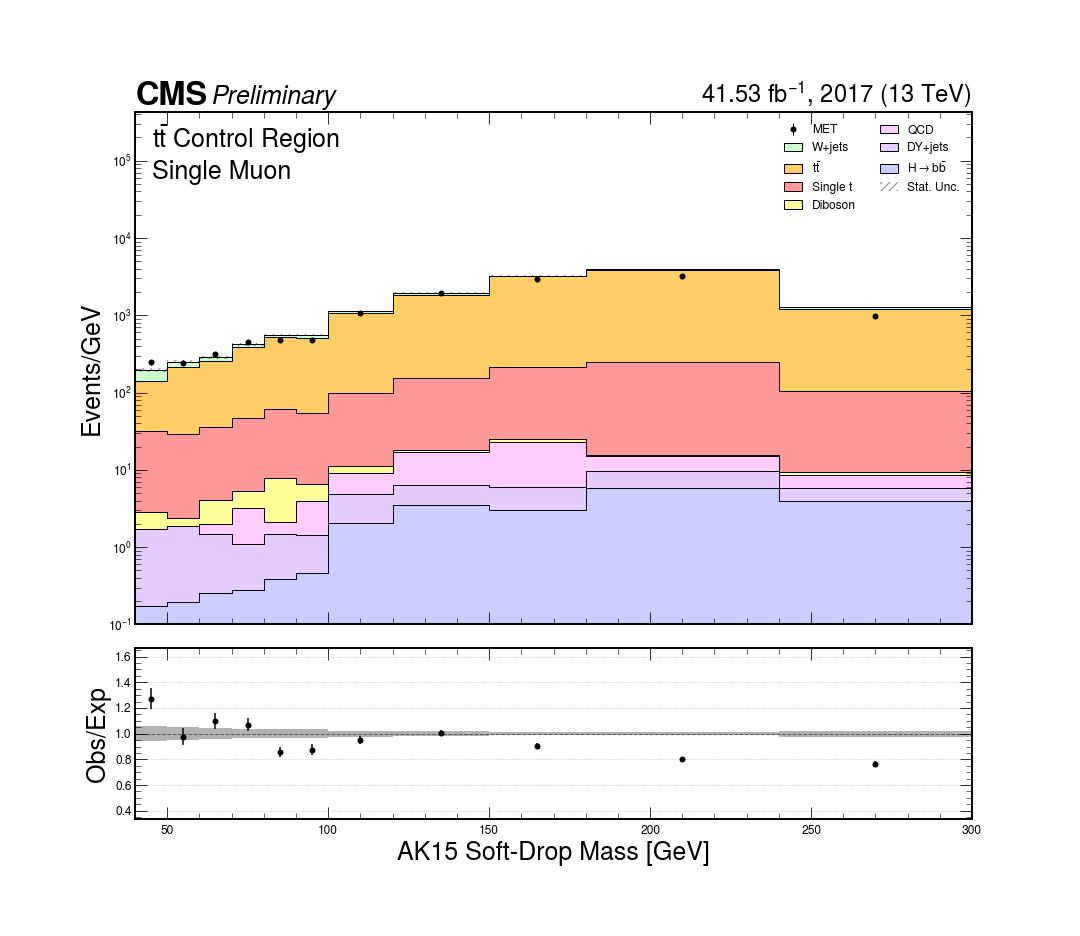 CMS Preliminary
41.53 fb⁻¹, 2017 (13 TeV)
tt̄ Control Region
Single Muon
MET
W+jets
tt̄
Single t
Diboson
QCD
DY+jets
H→bb̄
Stat. Unc.
Events/GeV
10⁵
10⁴
10³
10²
10¹
10⁰
10⁻¹
Obs/Exp
1.6
1.4
1.2
1.0
0.8
0.6
0.4
50 100 150 200 250 300
AK15 Soft-Drop Mass [GeV]